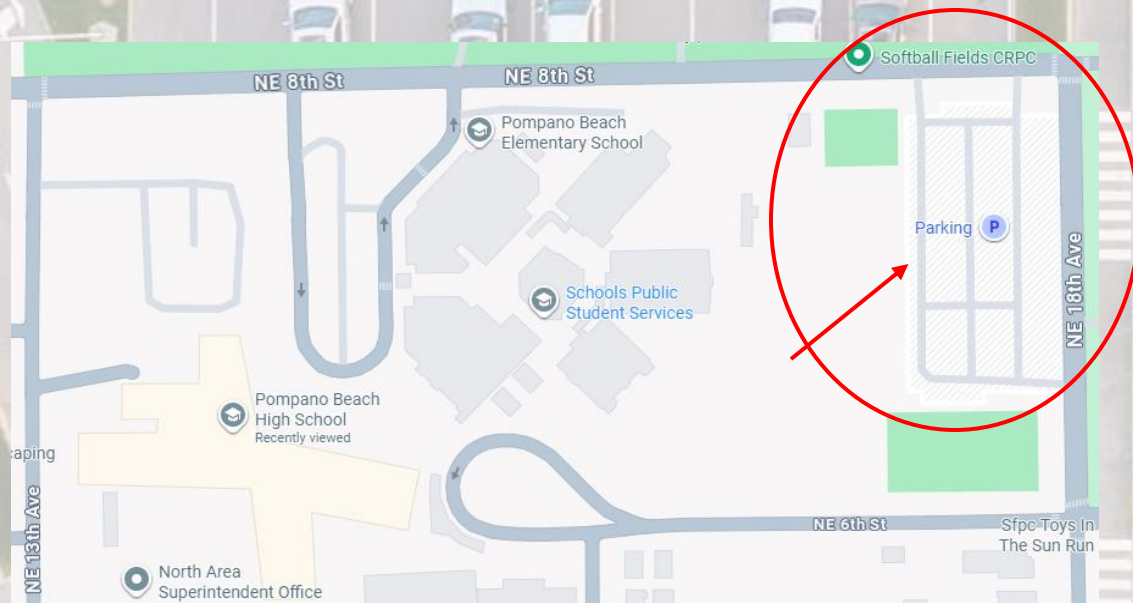 Softball Fields CRPC
NE 8th St
NE 8th St
Pompano Beach
Elementary School
Parking P
NE 18th Ave
Schools Public
Student Services
Pompano Beach
High School
Recently viewed
caping
NE 13th Ave
NE 6th St
Sfpc Toys In
The Sun Run
North Area
Superintendent Office